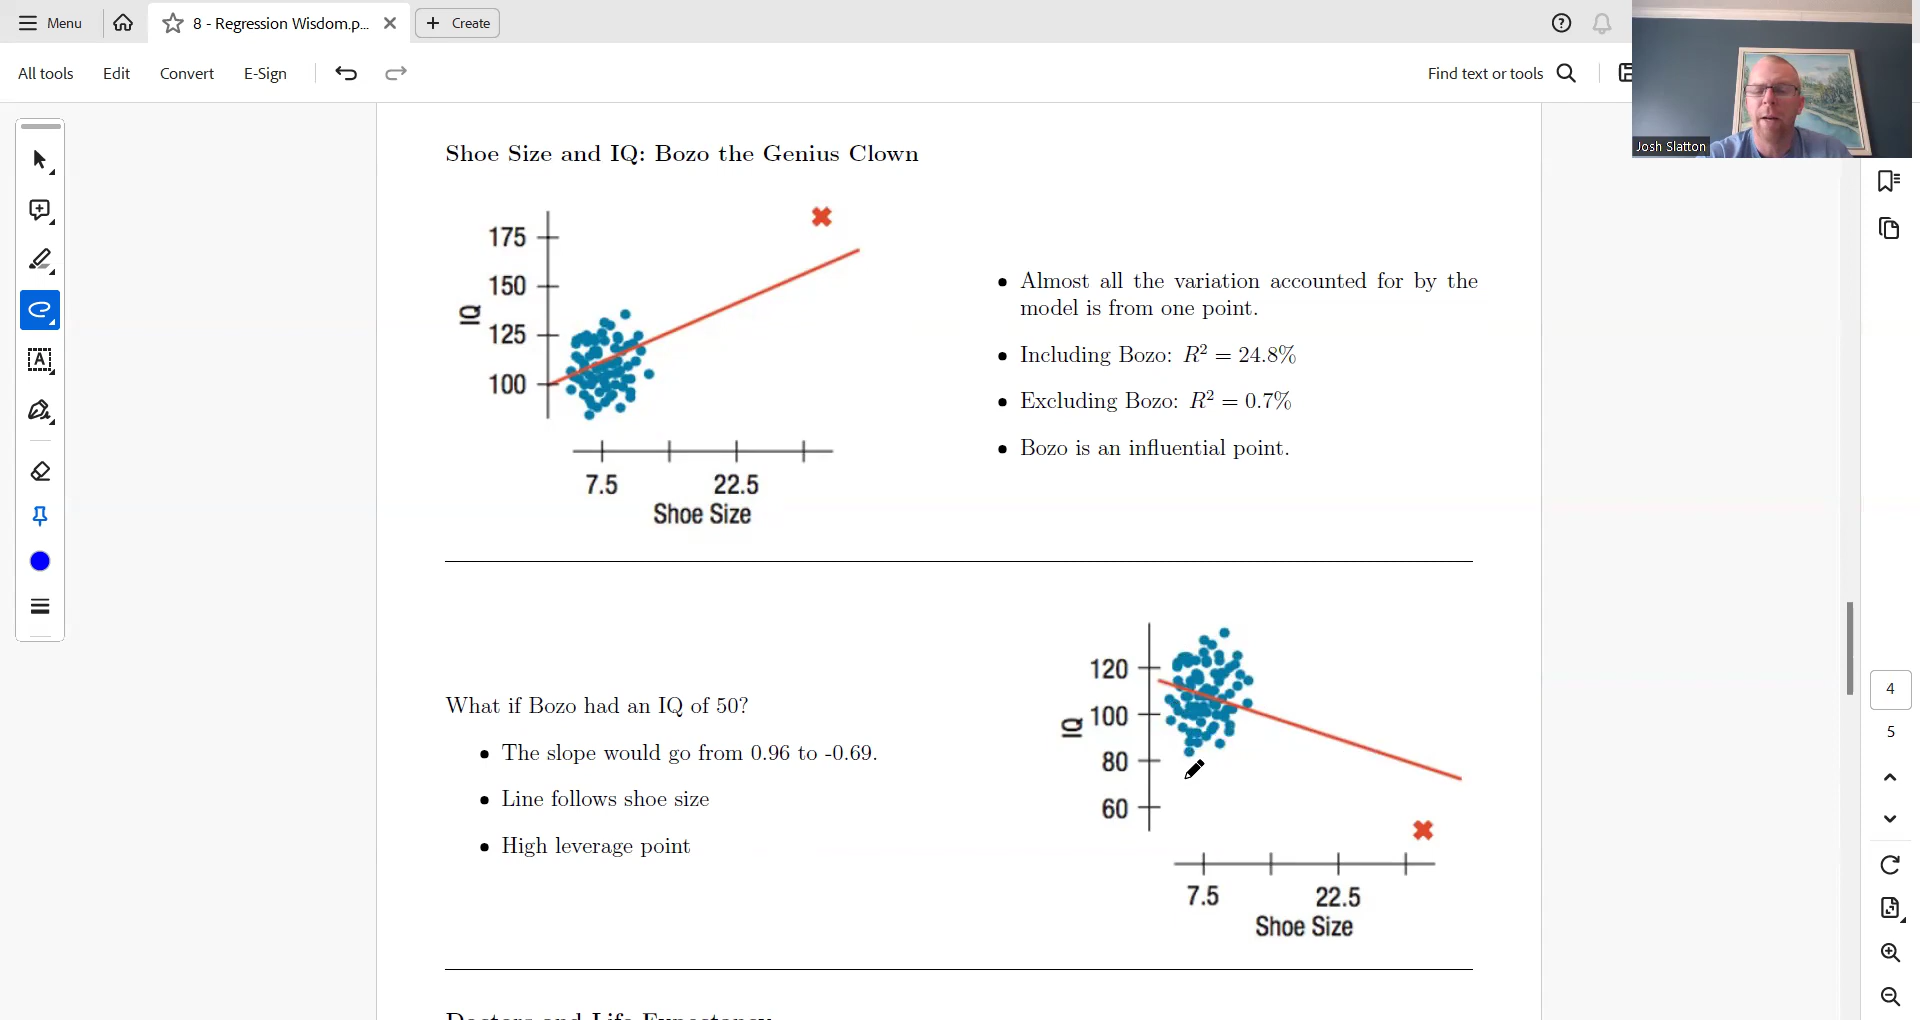 Menu
8 - Regression Wisdom.p...
Create
All tools
Edit
Convert
E-Sign
Find text or tools
Josh Slatton
Shoe Size and IQ: Bozo the Genius Clown
175
150
125
100
IQ
7.5
22.5
Shoe Size
• Almost all the variation accounted for by the
model is from one point.
• Including Bozo: R² = 24.8%
• Excluding Bozo: R² = 0.7%
• Bozo is an influential point.
What if Bozo had an IQ of 50?
• The slope would go from 0.96 to -0.69.
• Line follows shoe size
• High leverage point
120
100
80
60
IQ
7.5
22.5
Shoe Size
4
5
Doctors and Life Expectancy